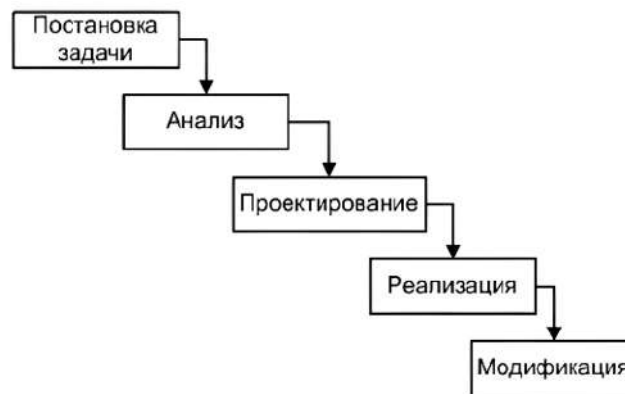 Постановка
задачи
Анализ
Проектирование
Реализация
Модификация